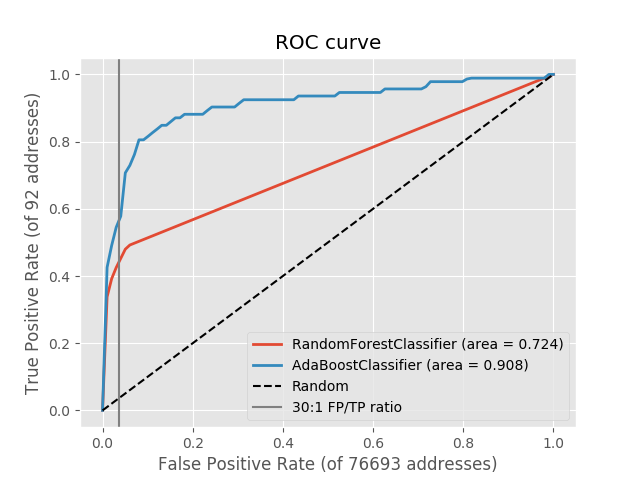 ROC curve
True Positive Rate (of 92 addresses)
1.0
0.8
0.6
0.4
0.2
0.0
RandomForestClassifier (area = 0.724)
AdaBoostClassifier (area = 0.908)
Random
30:1 FP/TP ratio
0.0 0.2 0.4 0.6 0.8 1.0
False Positive Rate (of 76693 addresses)